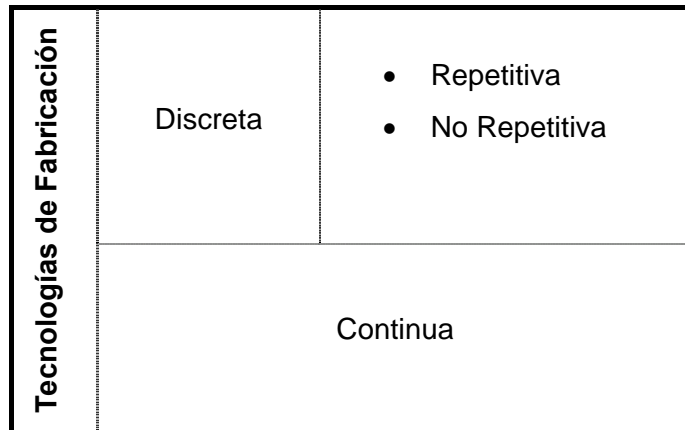 Tecnologías de Fabricación
Discreta
• Repetitiva
• No Repetitiva
Continua